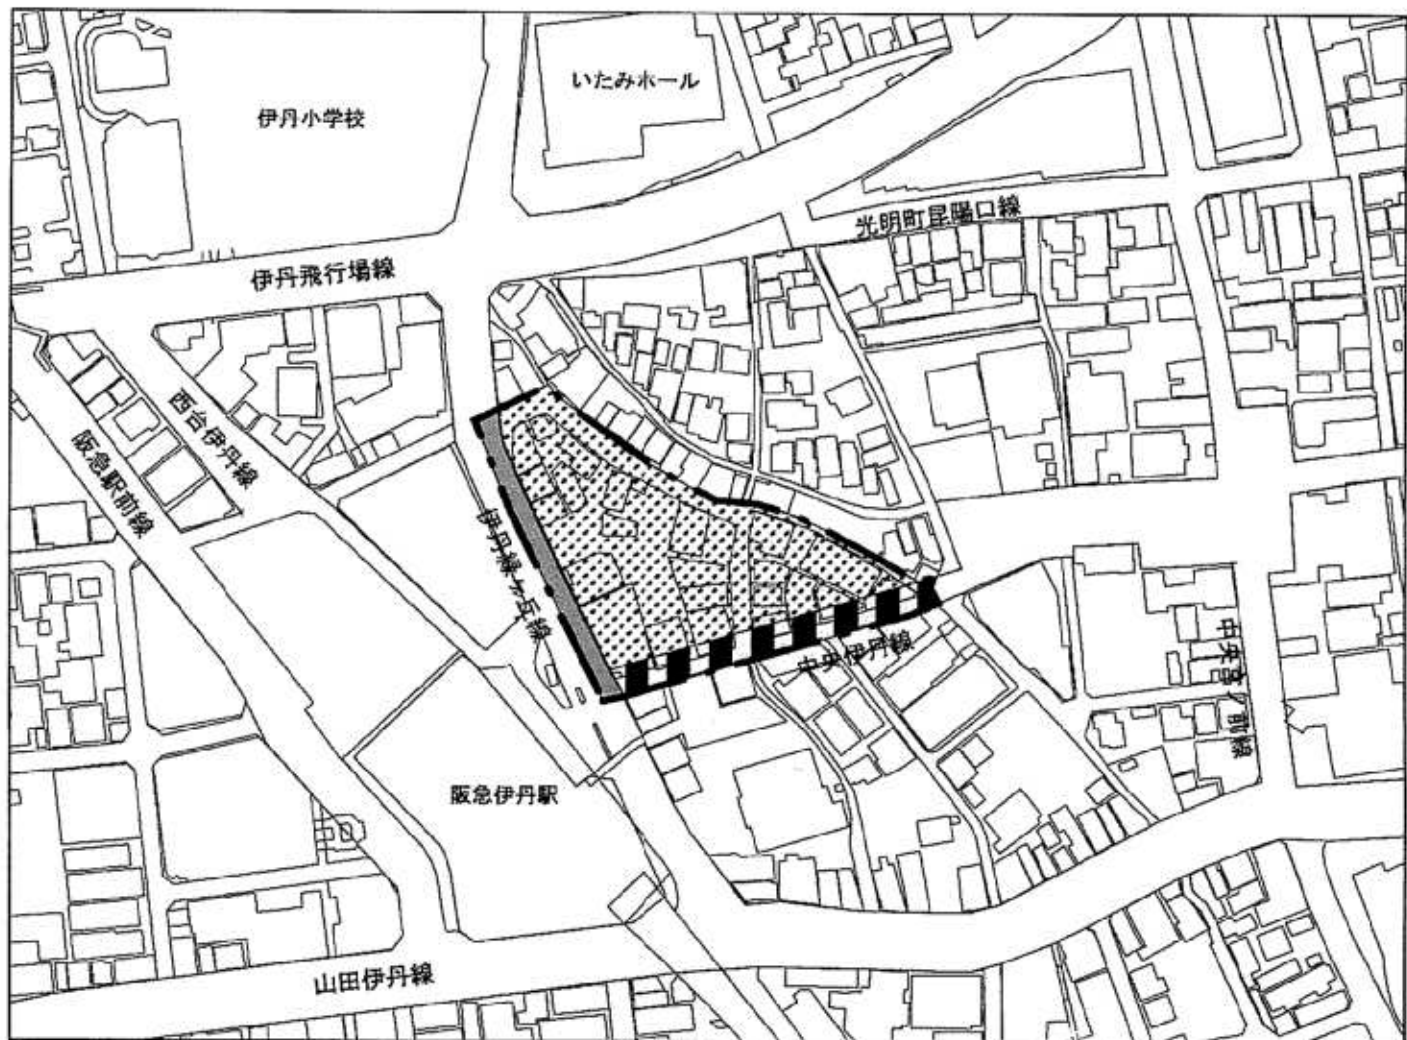 いたみホール
伊丹小学校
光明町昆陽口線
伊丹飛行場線
西台伊丹線
阪急駅前線
伊丹緑ヶ丘線
中央伊丹線
中央宮ノ前線
阪急伊丹駅
山田伊丹線